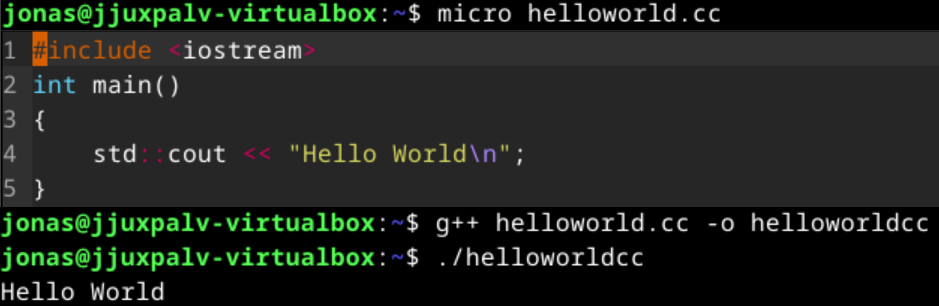 jonas@jjuxpalv-virtualbox:~$ micro helloworld.cc
1 #include <iostream>
2 int main()
3 {
4     std::cout << "Hello World\n";
5 }
jonas@jjuxpalv-virtualbox:~$ g++ helloworld.cc -o helloworldcc
jonas@jjuxpalv-virtualbox:~$ ./helloworldcc
Hello World